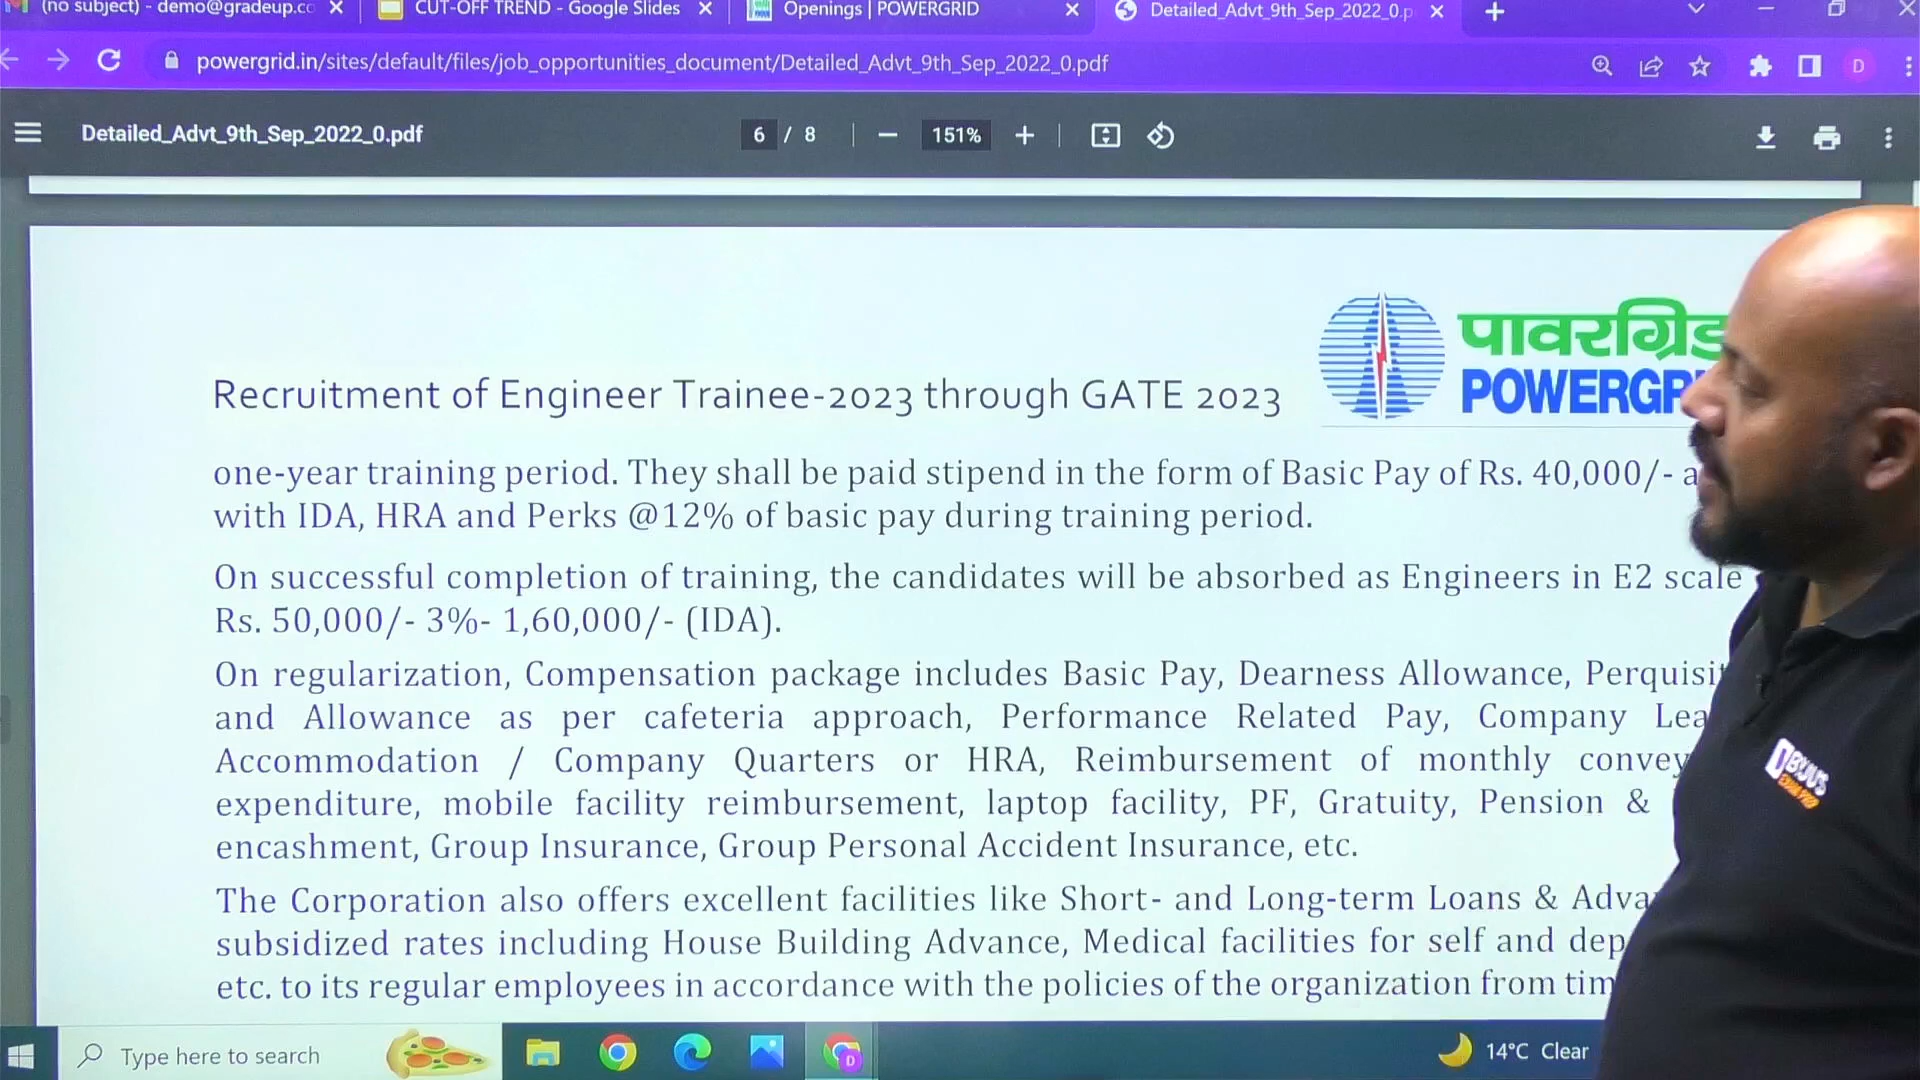 (no subject) - demo@gradeup.cc
CUT-OFF TREND - Google Slides
Openings | POWERGRID
Detailed_Advt_9th_Sep_2022_0.p
powergrid.in/sites/default/files/job_opportunities_document/Detailed_Advt_9th_Sep_2022_0.pdf
D
Detailed_Advt_9th_Sep_2022_0.pdf
6 / 8
151%
पावरग्रिड
POWERGR
Recruitment of Engineer Trainee-2023 through GATE 2023
one-year training period. They shall be paid stipend in the form of Basic Pay of Rs. 40,000/- a
with IDA, HRA and Perks @12% of basic pay during training period.
On successful completion of training, the candidates will be absorbed as Engineers in E2 scale
Rs. 50,000/- 3%- 1,60,000/- (IDA).
On regularization, Compensation package includes Basic Pay, Dearness Allowance, Perquisit
and Allowance as per cafeteria approach, Performance Related Pay, Company Lea
Accommodation / Company Quarters or HRA, Reimbursement of monthly convey
expenditure, mobile facility reimbursement, laptop facility, PF, Gratuity, Pension &
encashment, Group Insurance, Group Personal Accident Insurance, etc.
The Corporation also offers excellent facilities like Short- and Long-term Loans & Adva
subsidized rates including House Building Advance, Medical facilities for self and dep
etc. to its regular employees in accordance with the policies of the organization from tim
BYJU'S
EXAM PREP
Type here to search
D
14°C Clear